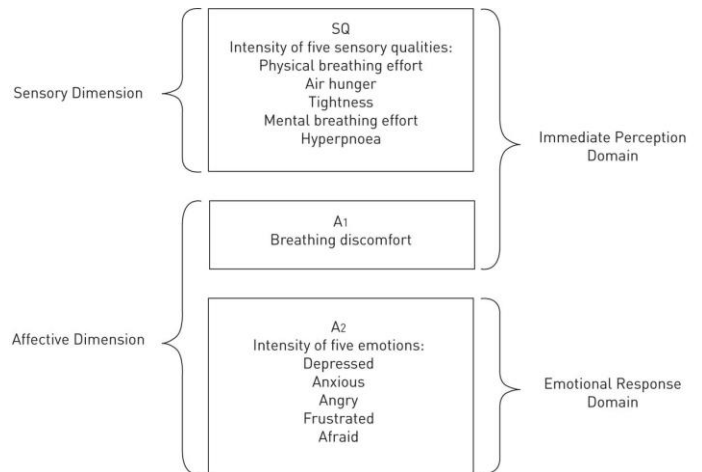 SQ
Intensity of five sensory qualities:
Physical breathing effort
Air hunger
Tightness
Mental breathing effort
Hyperpnoea
Sensory Dimension
Immediate Perception
Domain
A1
Breathing discomfort
Affective Dimension
A2
Intensity of five emotions:
Depressed
Anxious
Angry
Frustrated
Afraid
Emotional Response
Domain